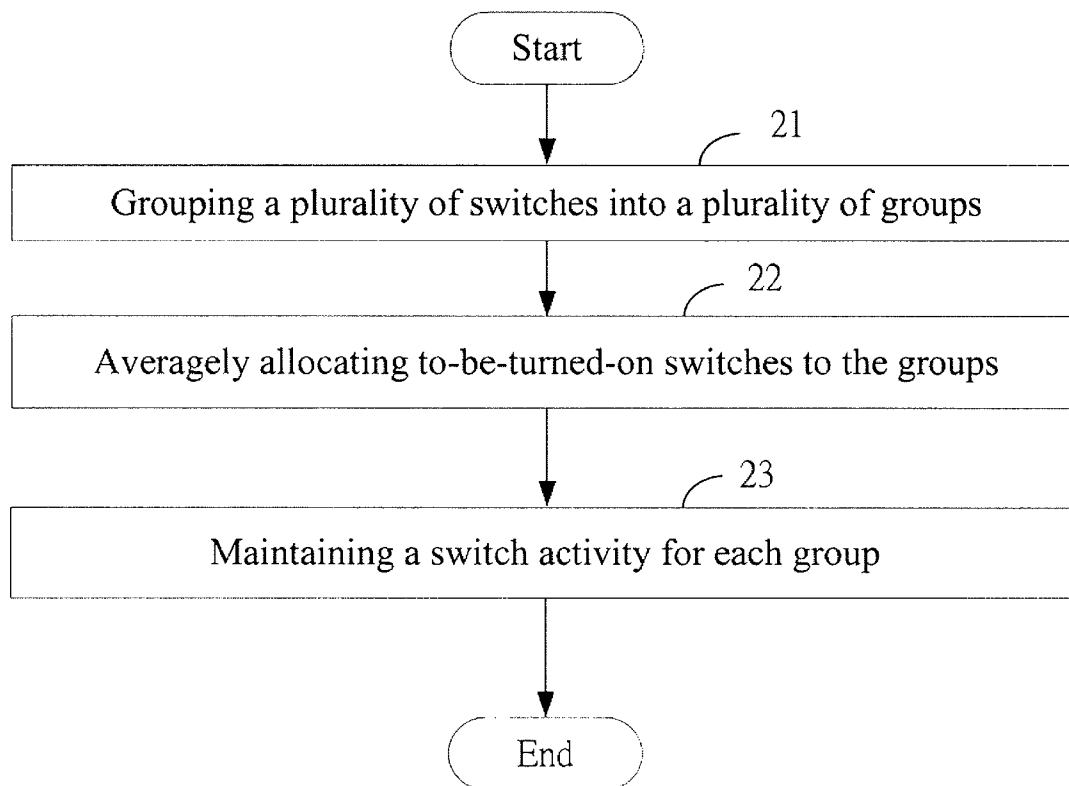 Start
21
Grouping a plurality of switches into a plurality of groups
22
Averagely allocating to-be-turned-on switches to the groups
23
Maintaining a switch activity for each group
End